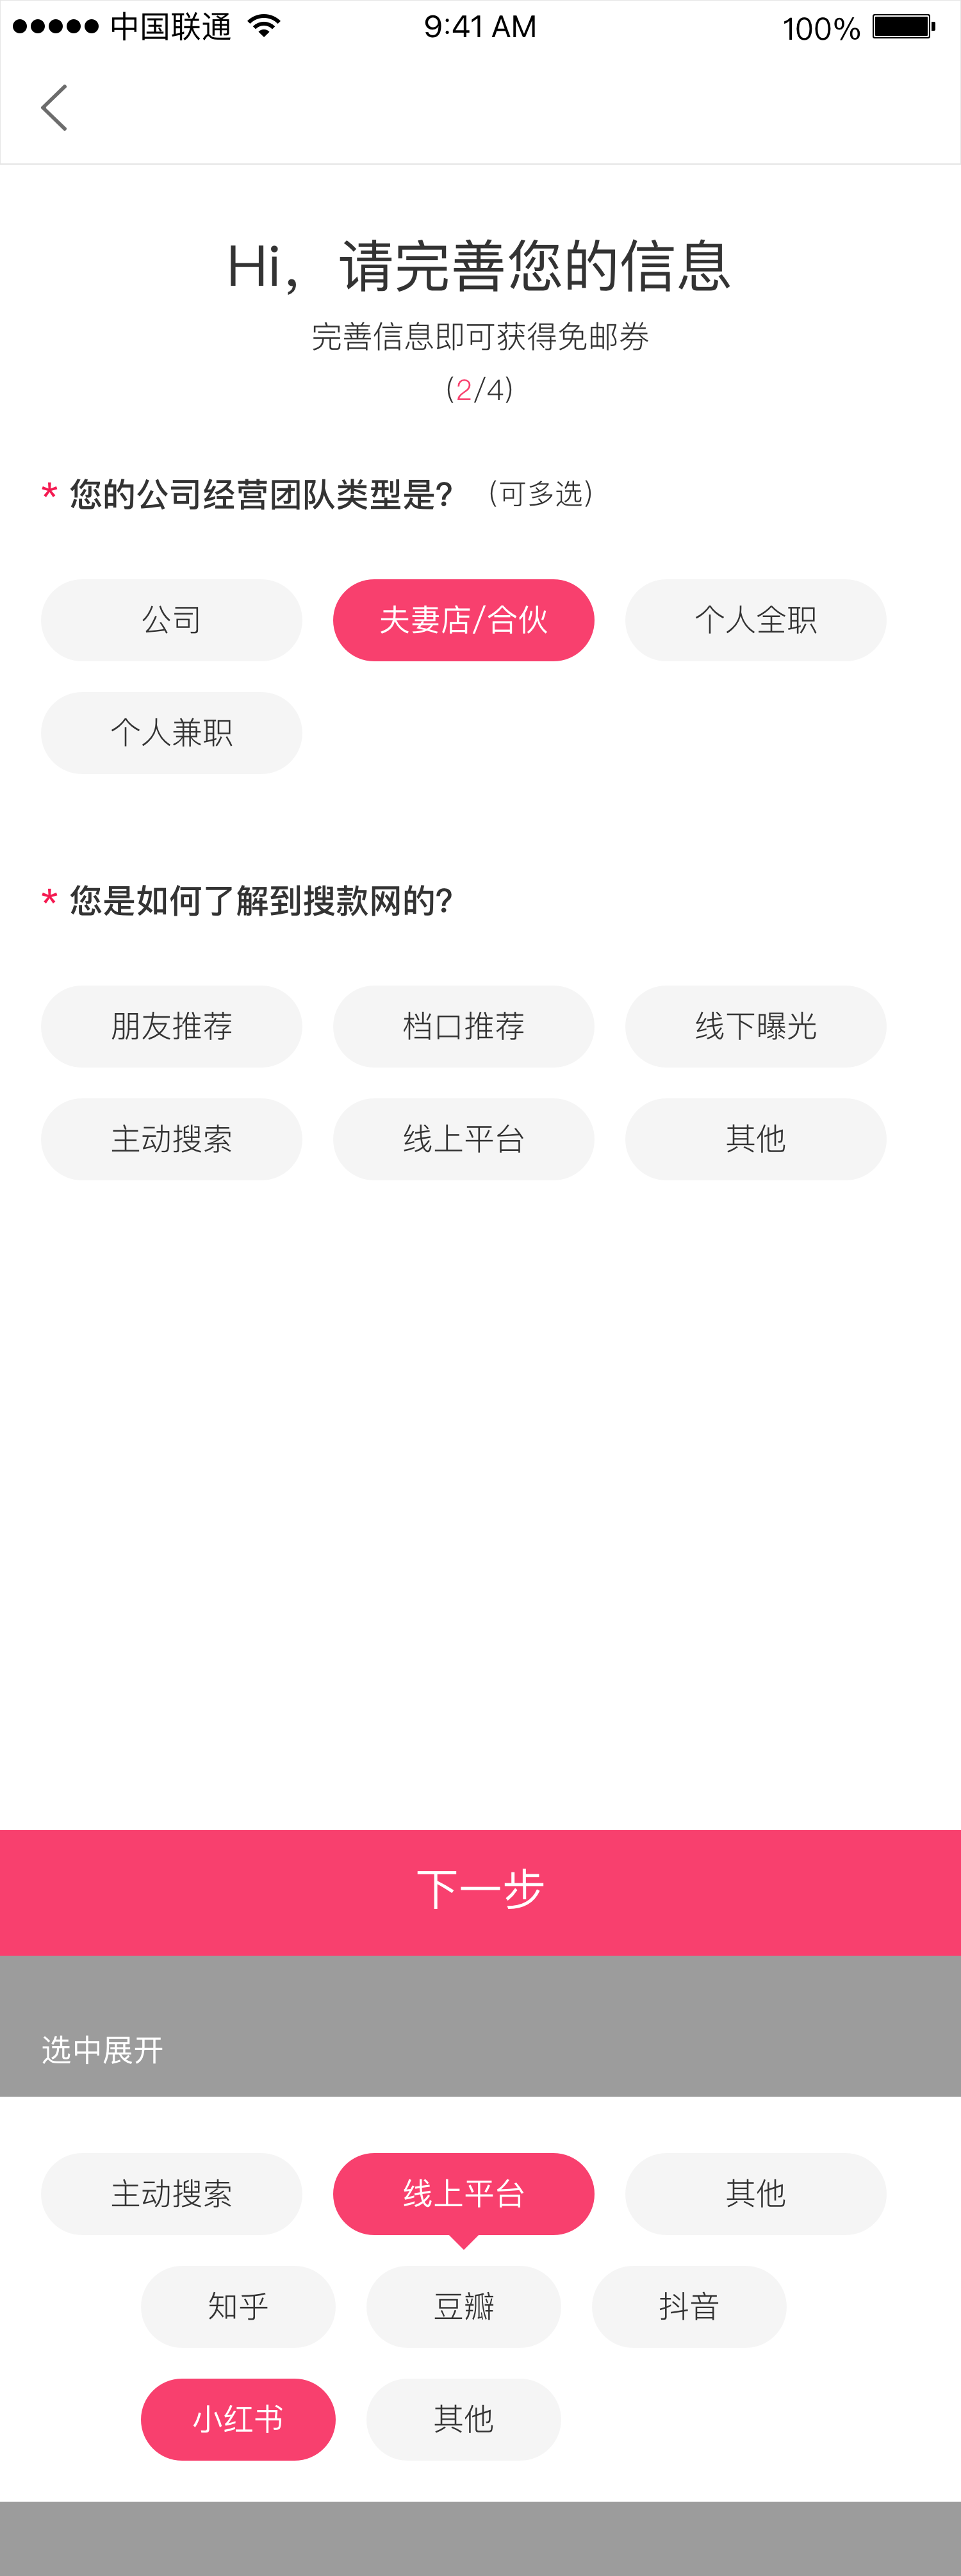 中国联通 9:41 AM 100%
Hi，请完善您的信息
完善信息即可获得免邮券
(2/4)
* 您的公司经营团队类型是? (可多选)
公司 夫妻店/合伙 个人全职
个人兼职
* 您是如何了解到搜款网的?
朋友推荐 档口推荐 线下曝光
主动搜索 线上平台 其他
下一步
选中展开
主动搜索 线上平台 其他
知乎 豆瓣 抖音
小红书 其他